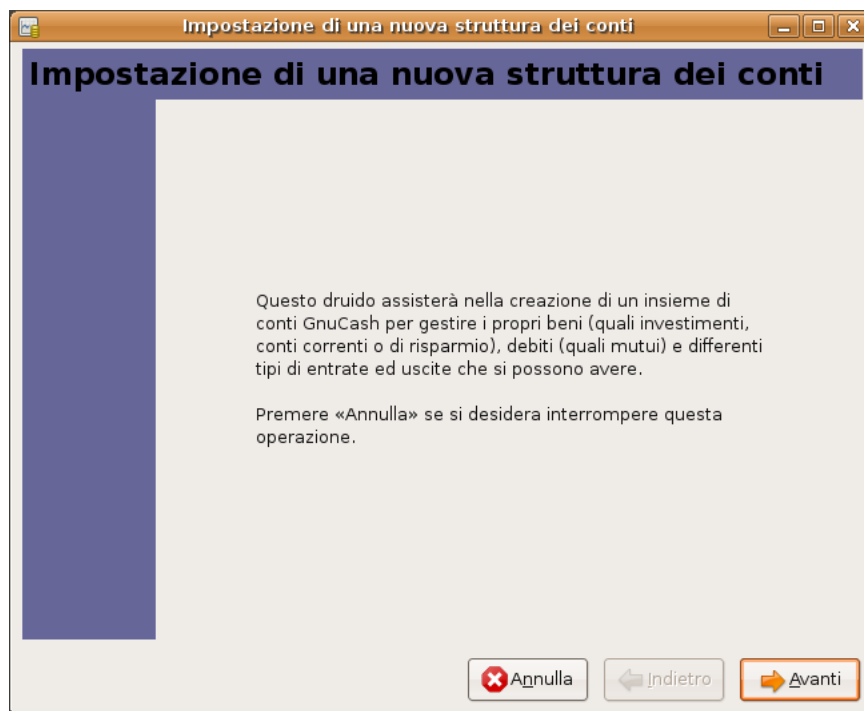 Impostazione di una nuova struttura dei conti
Impostazione di una nuova struttura dei conti
Questo druido assisterà nella creazione di un insieme di
conti GnuCash per gestire i propri beni (quali investimenti,
conti correnti o di risparmio), debiti (quali mutui) e differenti
tipi di entrate ed uscite che si possono avere.
Premere «Annulla» se si desidera interrompere questa
operazione.
Annulla
Indietro
Avanti